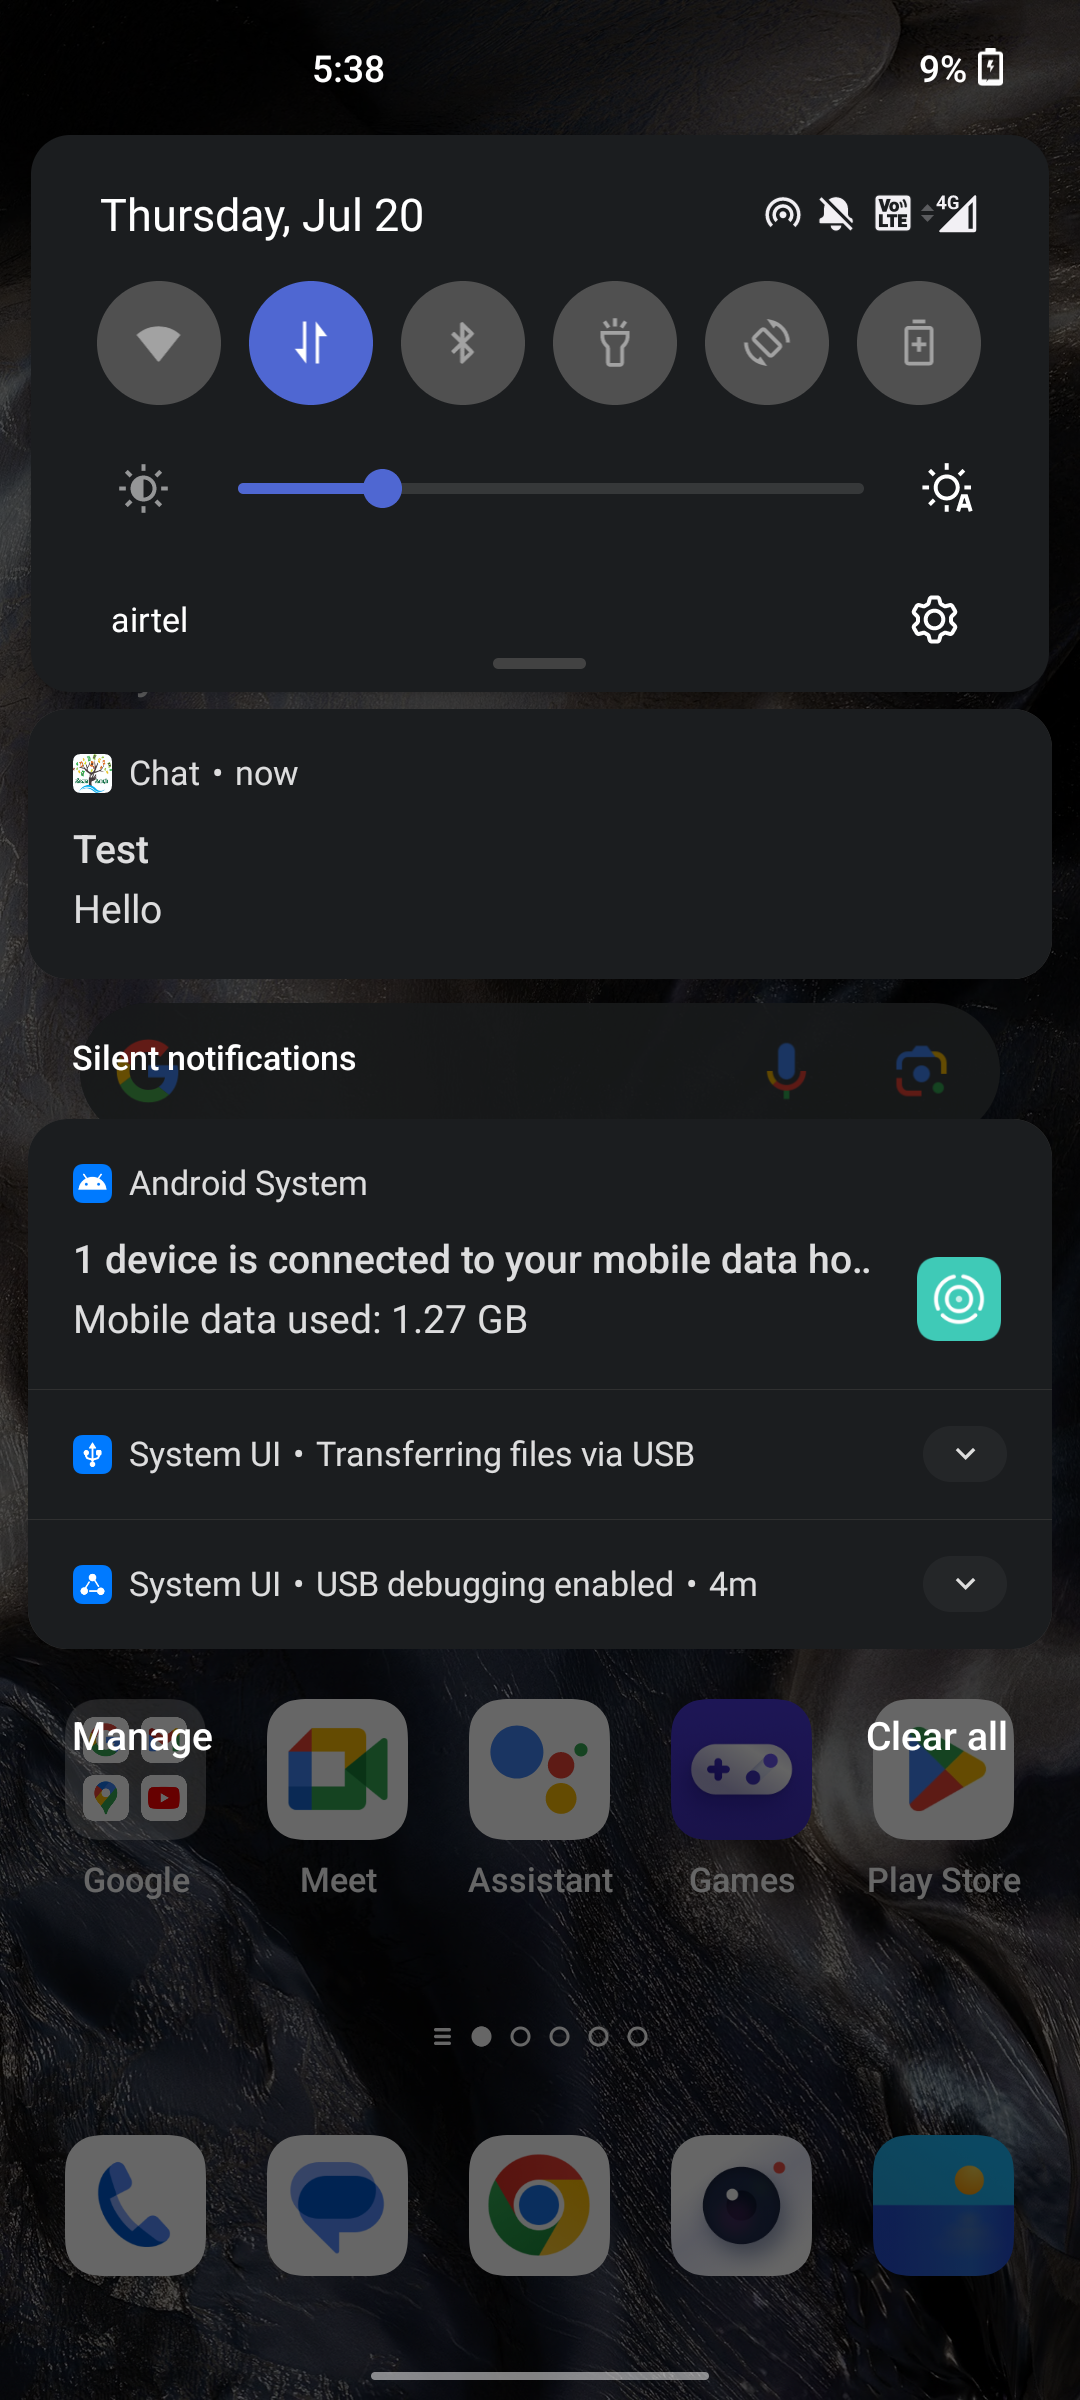 5:38
9%
Thursday, Jul 20
Vo LTE
4G
A
airtel
Chat • now
Test
Hello
Silent notifications
Android System
1 device is connected to your mobile data ho..
Mobile data used: 1.27 GB
System UI • Transferring files via USB
System UI • USB debugging enabled • 4m
Manage
Clear all
Google
Meet
Assistant
Games
Play Store